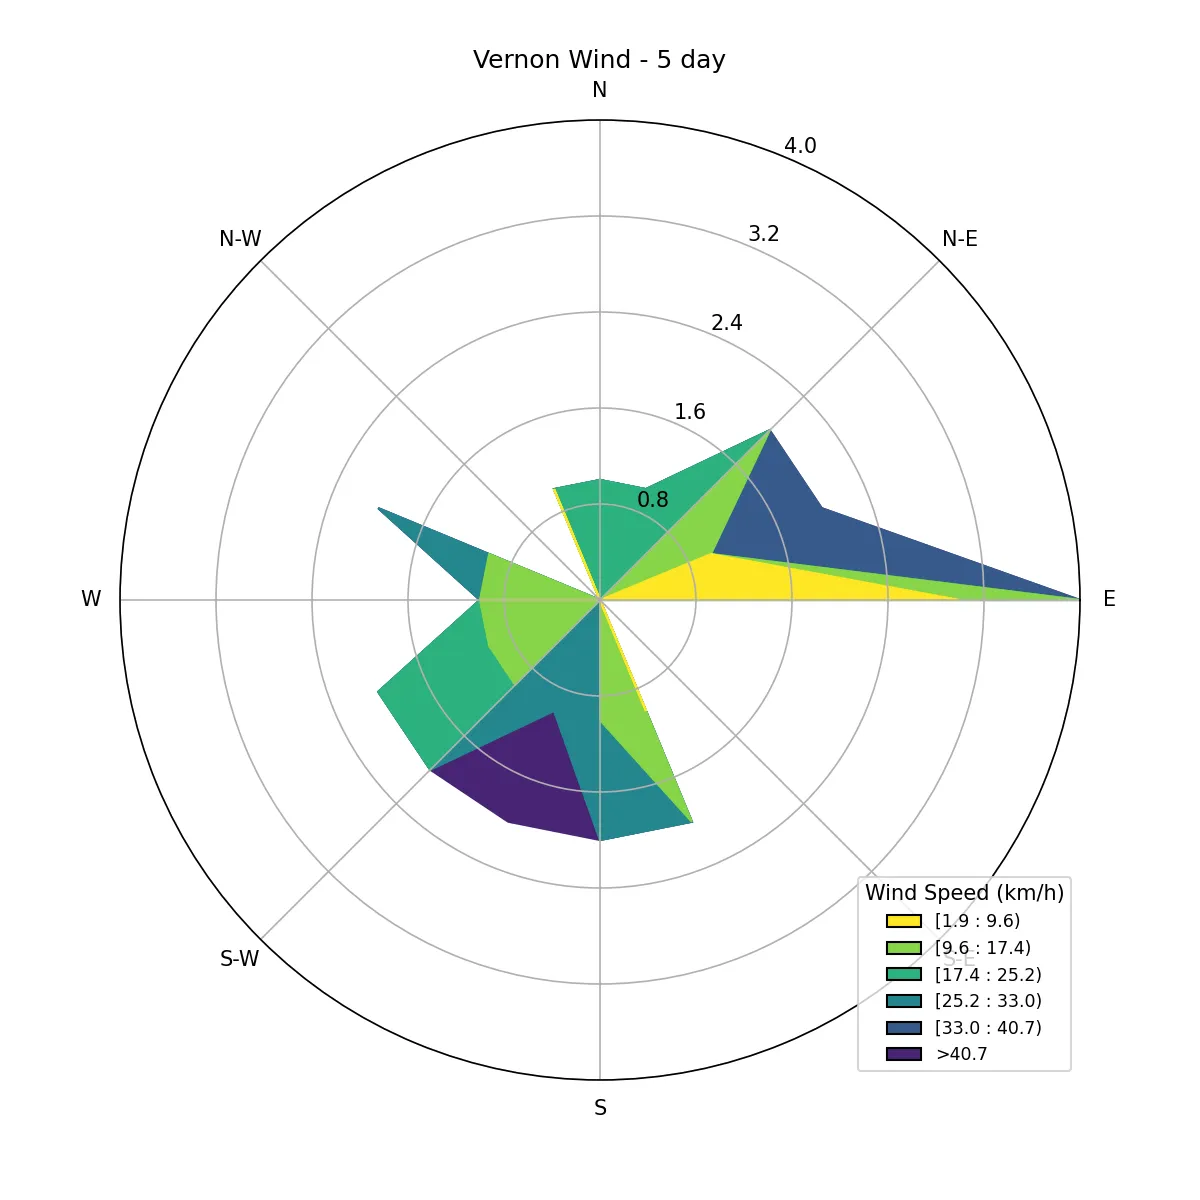 Vernon Wind - 5 day
N
4.0
N-W
3.2
N-E
2.4
1.6
0.8
W
E
S-W
S-E
S
Wind Speed (km/h)
[1.9 : 9.6)
[9.6 : 17.4)
[17.4 : 25.2)
[25.2 : 33.0)
[33.0 : 40.7)
>40.7